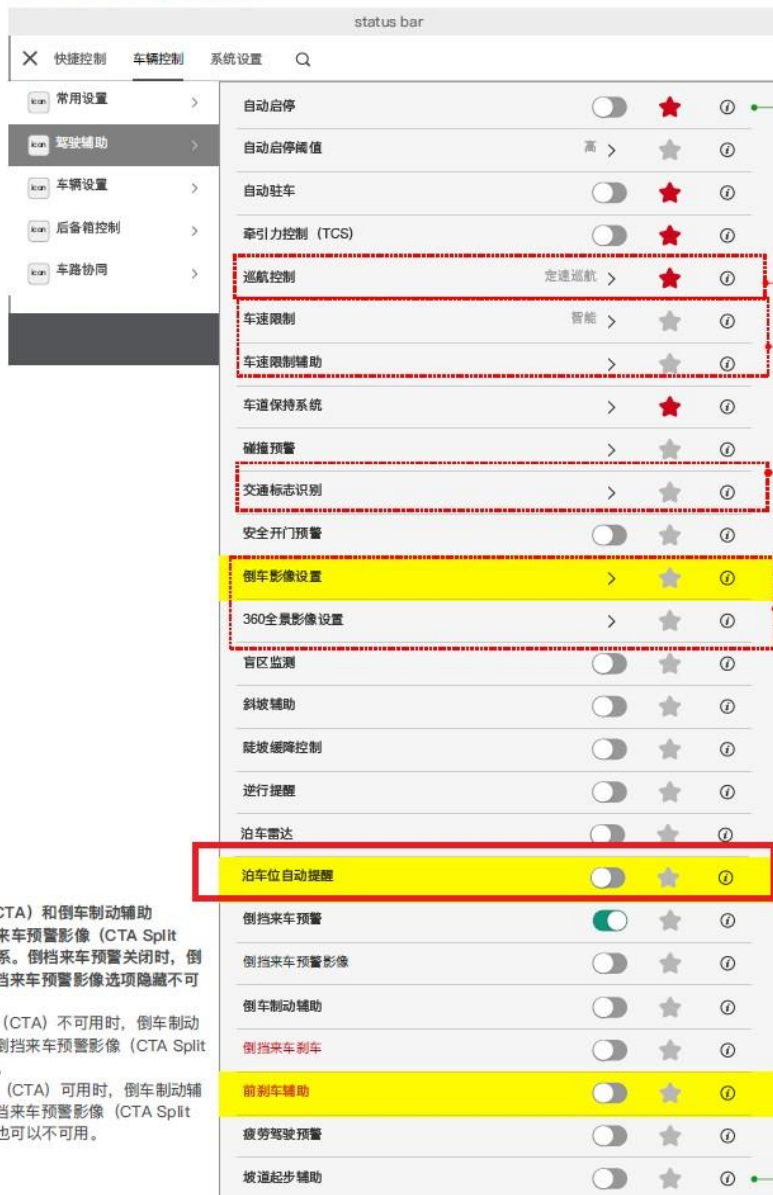 status bar
快捷控制 车辆控制 系统设置
icon 常用设置
icon 驾驶辅助
icon 车辆设置
icon 后备箱控制
icon 车路协同
自动启停
自动启停阈值 高
自动驻车
牵引力控制（TCS）
巡航控制 定速巡航
车速限制 智能
车速限制辅助
车道保持系统
碰撞预警
交通标志识别
安全开门预警
倒车影像设置
360全景影像设置
盲区监测
斜坡辅助
陡坡缓降控制
逆行提醒
泊车雷达
泊车位自动提醒
倒挡来车预警
倒挡来车预警影像
倒车制动辅助
倒挡来车刹车
前刹车辅助
疲劳驾驶预警
坡道起步辅助
CTA）和倒车制动辅助
来车预警影像（CTA Split
系。倒档来车预警关闭时，倒
挡来车预警影像选项隐藏不可
（CTA）不可用时，倒车制动
倒挡来车预警影像（CTA Split
。
（CTA）可用时，倒车制动辅
挡来车预警影像（CTA Split
也可以不可用。